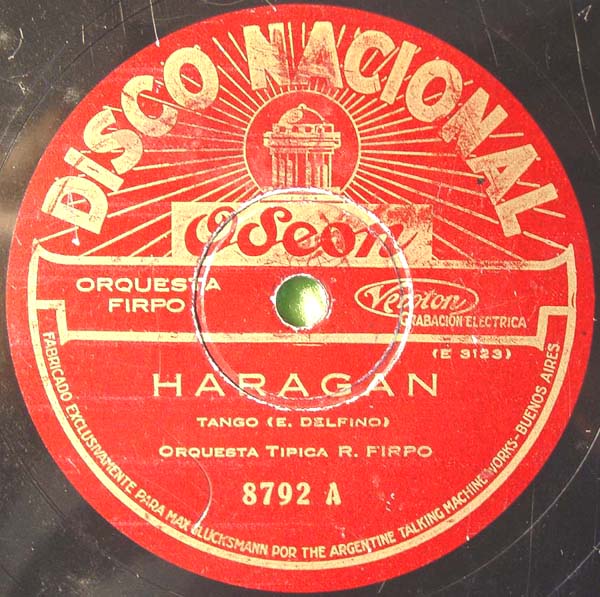 DISCO NACIONAL
Odeon
ORQUESTA
FIRPO
Veroton
GRABACION ELECTRICA
(E 3123)
HARAGAN
TANGO (E. DELFINO)
ORQUESTA TIPICA R. FIRPO
8792 A
FABRICADO EXCLUSIVAMENTE PARA MAX GLUCKSMANN POR THE ARGENTINE TALKING MACHINE WORKS-BUENOS AIRES.